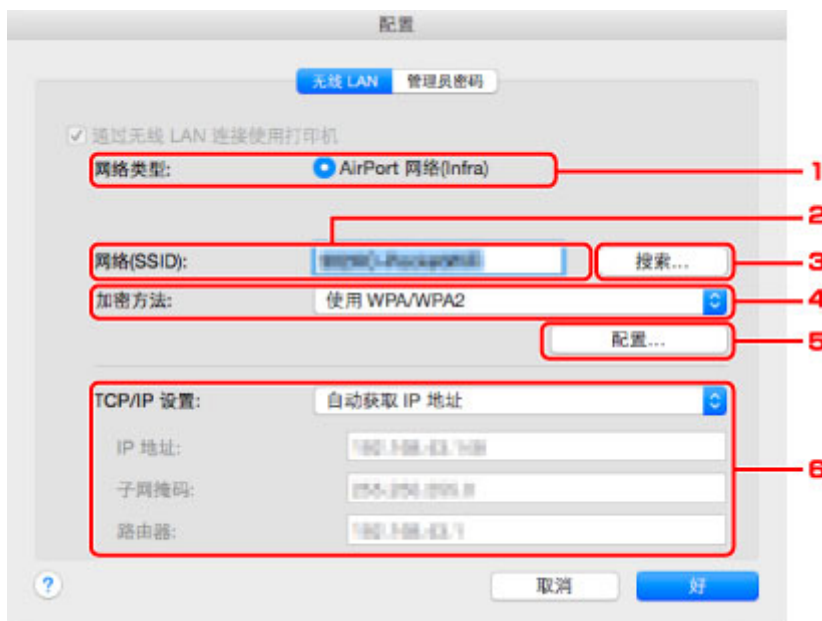 配置
无线 LAN 管理员密码
通过无线 LAN 连接使用打印机
网络类型: AirPort 网络(Infra) 1
2
网络(SSID): 搜索... 3
加密方法: 使用 WPA/WPA2 4
配置... 5
TCP/IP 设置: 自动获取 IP 地址
IP 地址:
子网掩码: 6
路由器:
? 取消 好